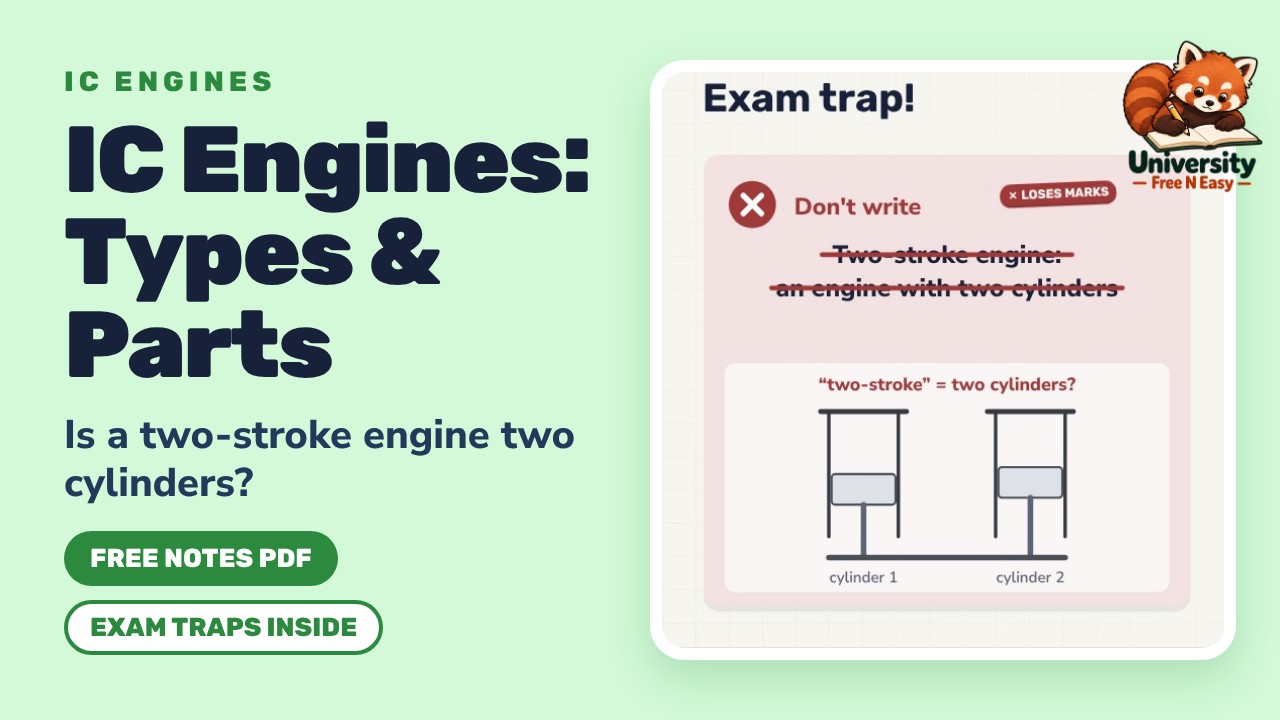 IC ENGINES
IC Engines:
Types &
Parts
Is a two-stroke engine two
cylinders?
FREE NOTES PDF
EXAM TRAPS INSIDE
Exam trap!
University
Free N Easy
Don't write
× LOSES MARKS
Two-stroke engine:
an engine with two cylinders
“two-stroke” = two cylinders?
cylinder 1
cylinder 2